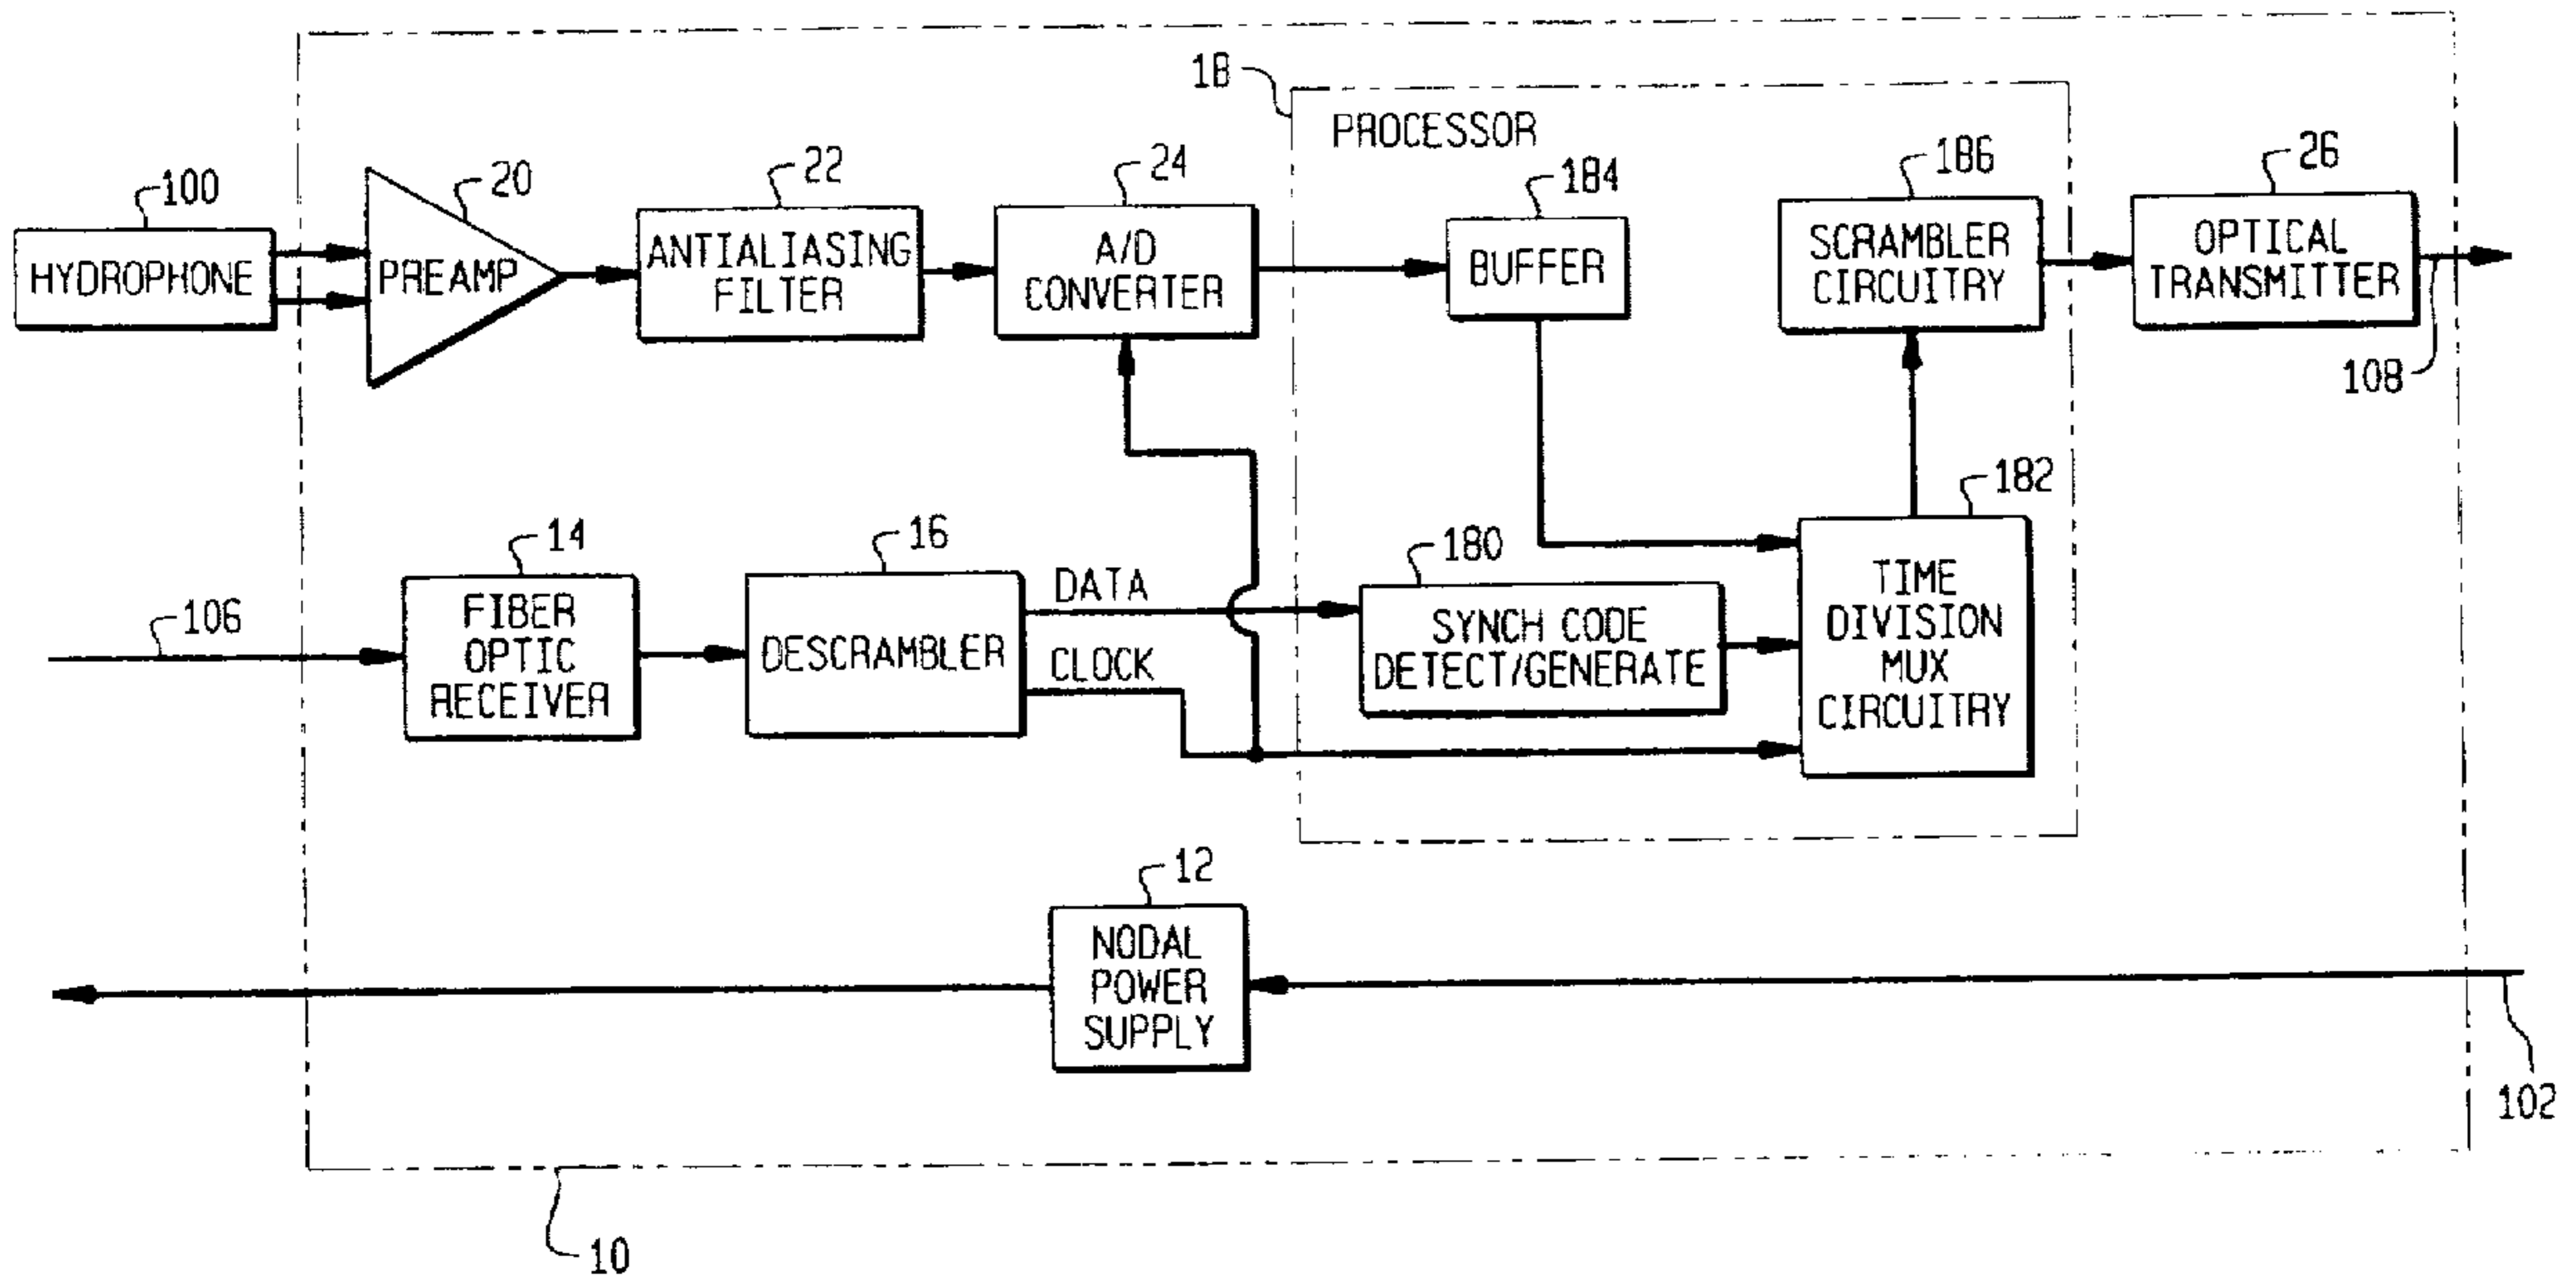 18
PROCESSOR
100
20
22
24
184
186
26
HYDROPHONE
PREAMP
ANTIALIASING
FILTER
A/D
CONVERTER
BUFFER
SCRAMBLER
CIRCUITRY
OPTICAL
TRANSMITTER
108
106
14
16
180
182
FIBER
OPTIC
RECEIVER
DESCRAMBLER
DATA
CLOCK
SYNCH CODE
DETECT/GENERATE
TIME
DIVISION
MUX
CIRCUITRY
12
NODAL
POWER
SUPPLY
102
10